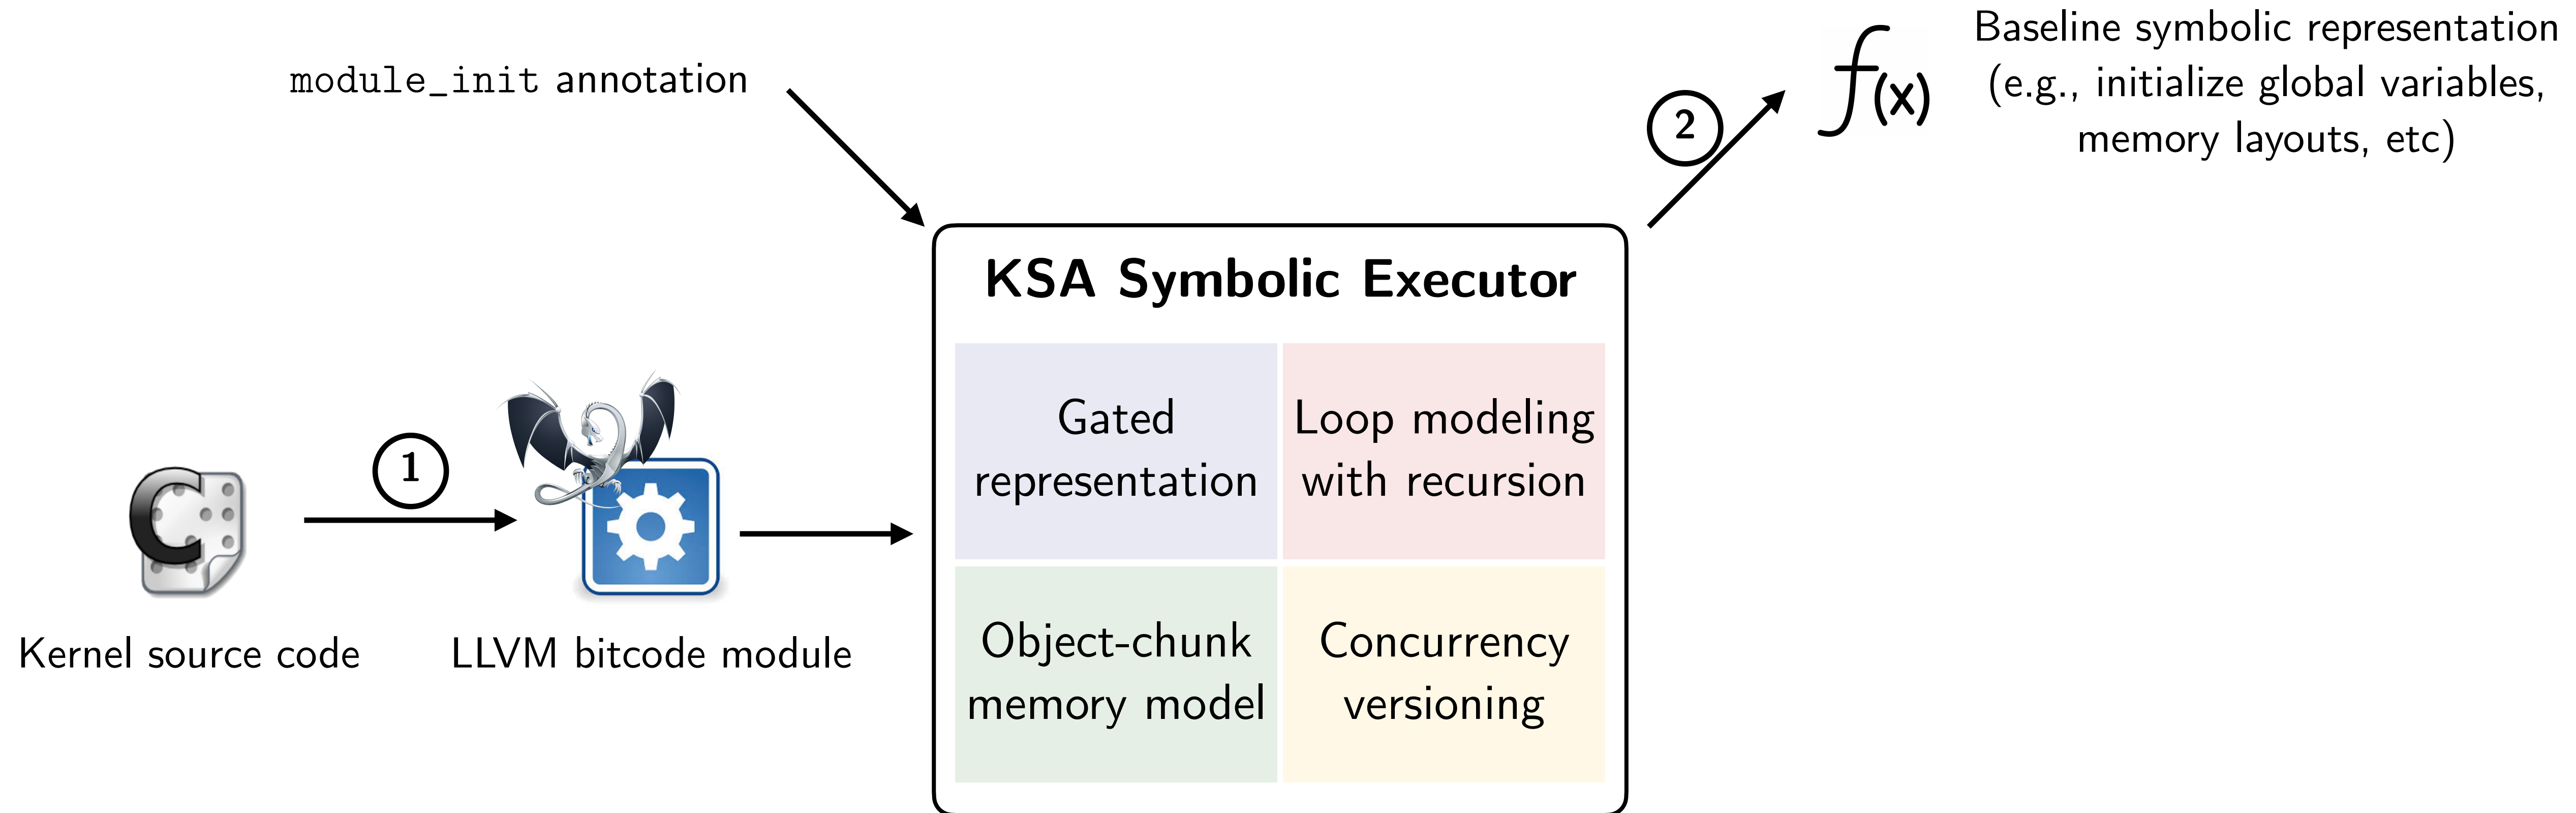 module_init annotation
2
f(x)
Baseline symbolic representation
(e.g., initialize global variables,
memory layouts, etc)
KSA Symbolic Executor
Gated
representation
Loop modeling
with recursion
Object-chunk
memory model
Concurrency
versioning
C
1
Kernel source code
LLVM bitcode module